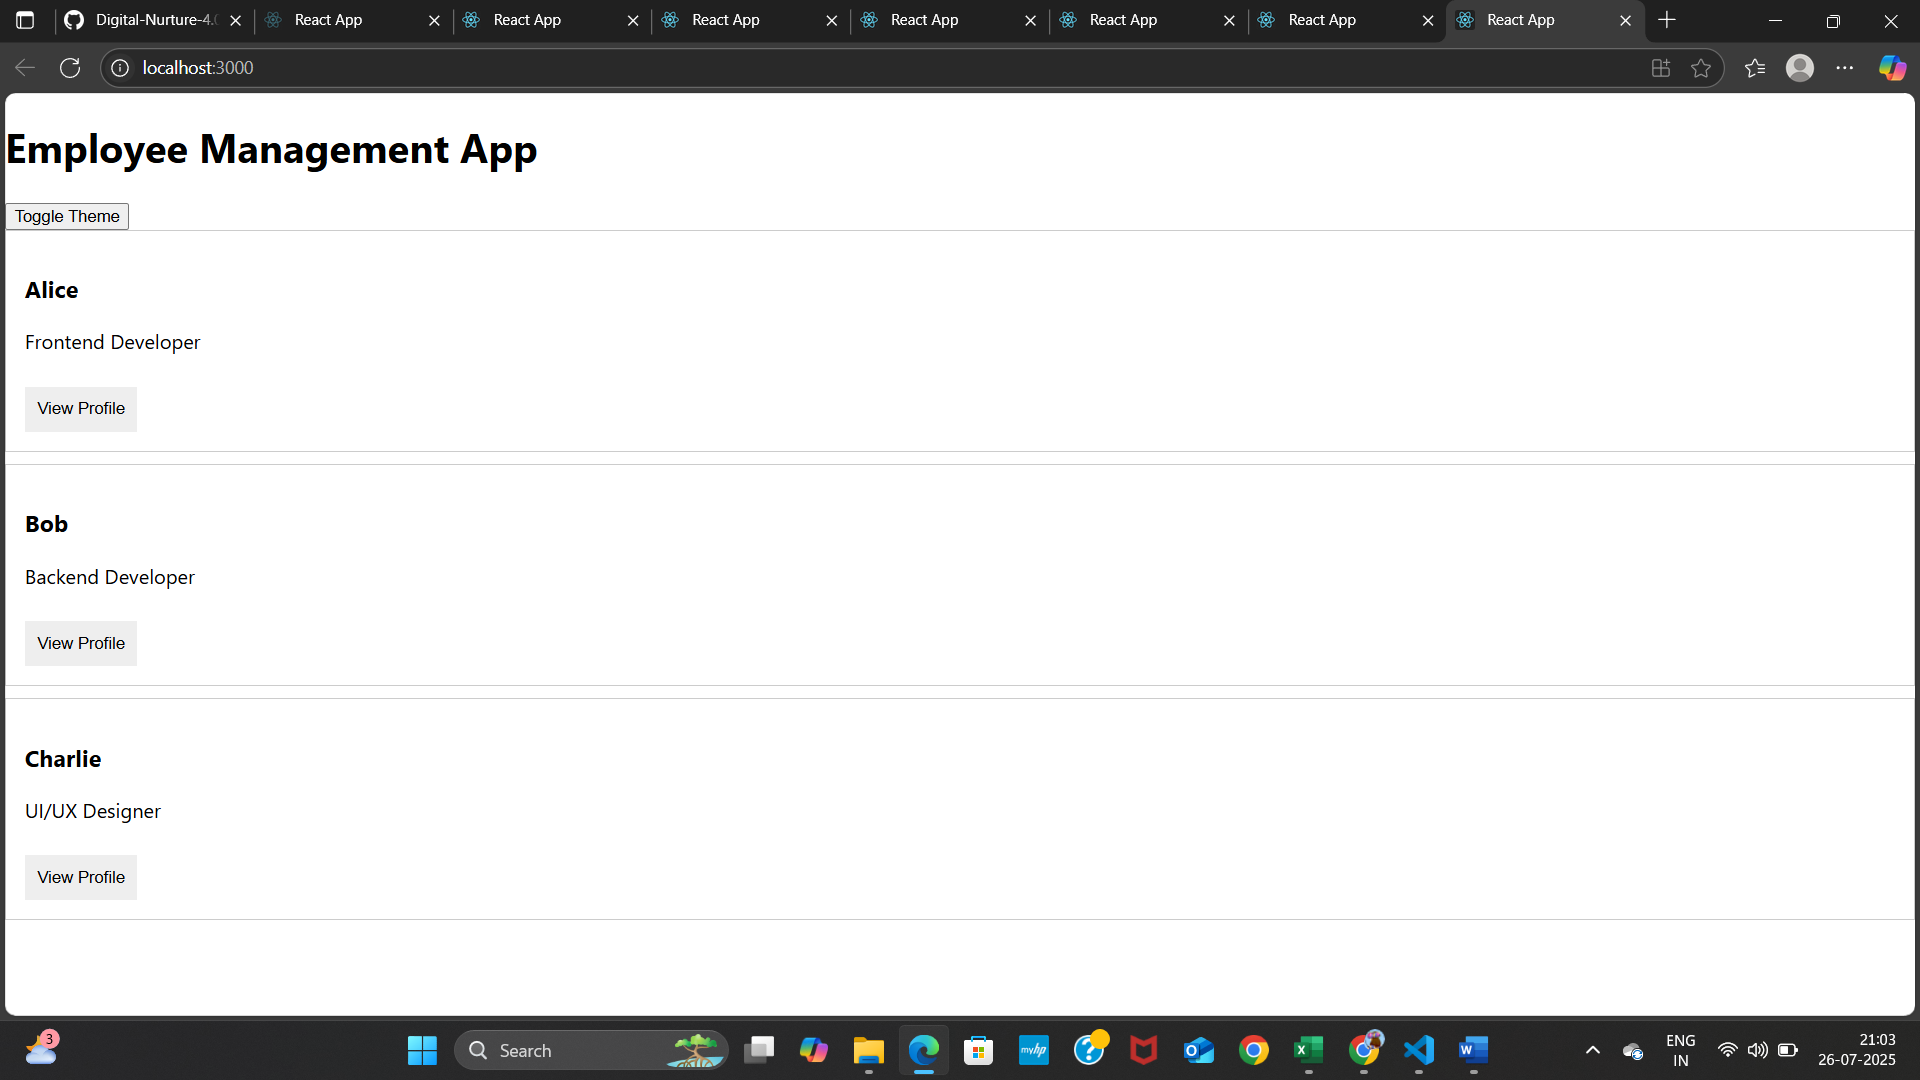 Digital-Nurture-4.0
React App
React App
React App
React App
React App
React App
React App
localhost:3000
Employee Management App
Toggle Theme
Alice
Frontend Developer
View Profile
Bob
Backend Developer
View Profile
Charlie
UI/UX Designer
View Profile
3
Search
myhp
ENG
IN
21:03
26-07-2025